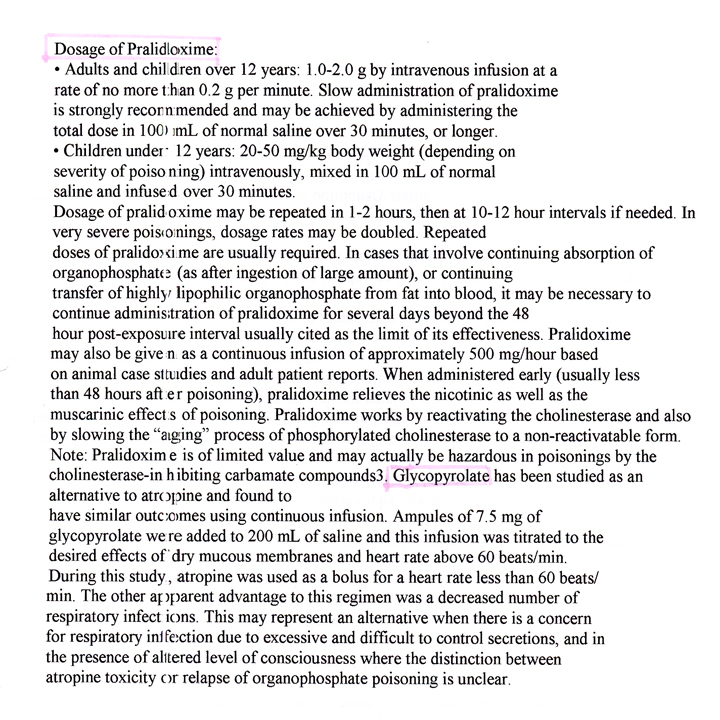 Dosage of Pralidoxime:
• Adults and children over 12 years: 1.0-2.0 g by intravenous infusion at a
rate of no more than 0.2 g per minute. Slow administration of pralidoxime
is strongly recommended and may be achieved by administering the
total dose in 100 mL of normal saline over 30 minutes, or longer.
• Children under 12 years: 20-50 mg/kg body weight (depending on
severity of poisoning) intravenously, mixed in 100 mL of normal
saline and infused over 30 minutes.
Dosage of pralidoxime may be repeated in 1-2 hours, then at 10-12 hour intervals if needed. In
very severe poisonings, dosage rates may be doubled. Repeated
doses of pralidoxime are usually required. In cases that involve continuing absorption of
organophosphate (as after ingestion of large amount), or continuing
transfer of highly lipophilic organophosphate from fat into blood, it may be necessary to
continue administration of pralidoxime for several days beyond the 48
hour post-exposure interval usually cited as the limit of its effectiveness. Pralidoxime
may also be given as a continuous infusion of approximately 500 mg/hour based
on animal case studies and adult patient reports. When administered early (usually less
than 48 hours after poisoning), pralidoxime relieves the nicotinic as well as the
muscarinic effects of poisoning. Pralidoxime works by reactivating the cholinesterase and also
by slowing the “aging” process of phosphorylated cholinesterase to a non-reactivatable form.
Note: Pralidoxime is of limited value and may actually be hazardous in poisonings by the
cholinesterase-inhibiting carbamate compounds3. Glycopyrolate has been studied as an
alternative to atropine and found to
have similar outcomes using continuous infusion. Ampules of 7.5 mg of
glycopyrolate were added to 200 mL of saline and this infusion was titrated to the
desired effects of dry mucous membranes and heart rate above 60 beats/min.
During this study, atropine was used as a bolus for a heart rate less than 60 beats/
min. The other apparent advantage to this regimen was a decreased number of
respiratory infections. This may represent an alternative when there is a concern
for respiratory infection due to excessive and difficult to control secretions, and in
the presence of altered level of consciousness where the distinction between
atropine toxicity or relapse of organophosphate poisoning is unclear.